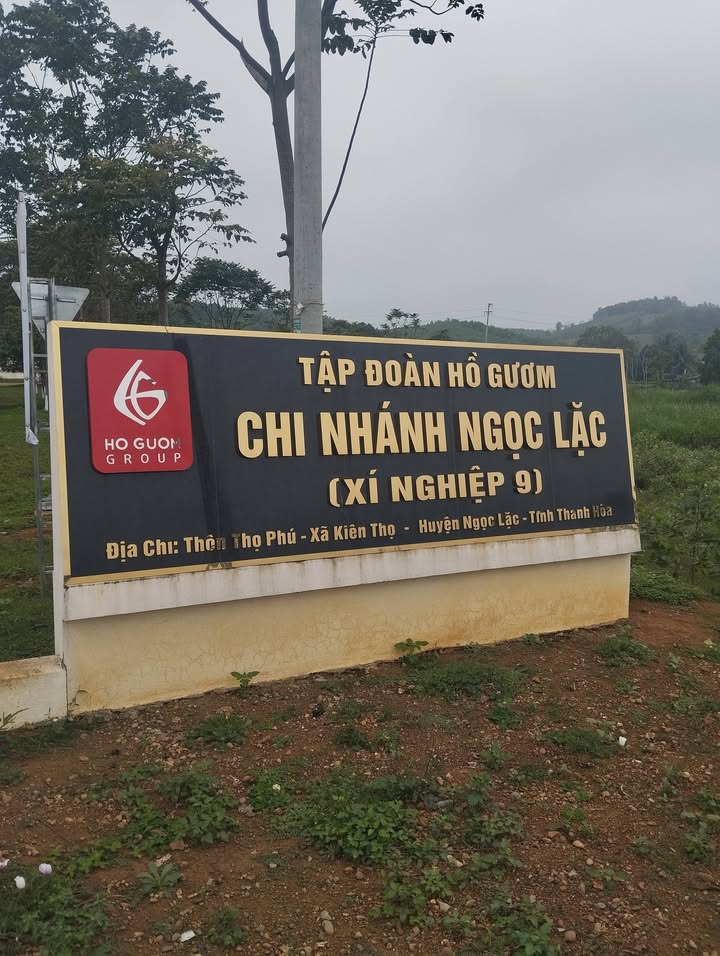 HO GUOM
GROUP
TẬP ĐOÀN HỒ GƯƠM
CHI NHÁNH NGỌC LẶC
(XÍ NGHIỆP 9)
Địa Chỉ: Thôn Thọ Phú - Xã Kiên Thọ - Huyện Ngọc Lặc - Tỉnh Thanh Hóa